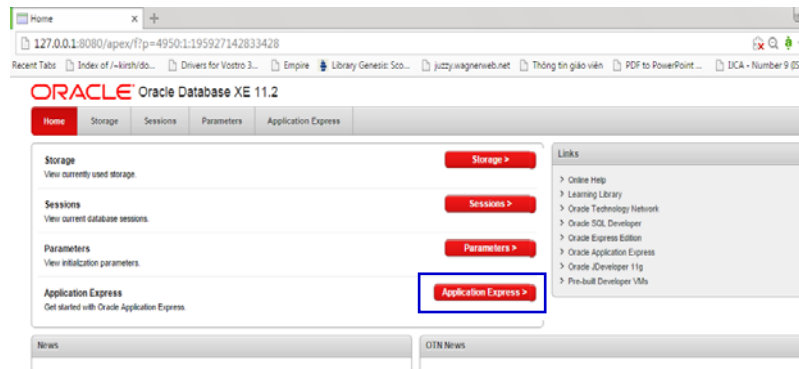 Home
127.0.0.1:8080/apex/f?p=4950:1:195927142833428
Recent Tabs Index of /~kirsh/do... Drivers for Vostro 3... Empire Library Genesis: Sco... juzzy.wagnerweb.net Thông tin giáo viên PDF to PowerPoint ... IJCA - Number 9 (IS
ORACLE Oracle Database XE 11.2
Home Storage Sessions Parameters Application Express
Storage
View currently used storage.
Storage >
Sessions
View current database sessions.
Sessions >
Parameters
View initialization parameters.
Parameters >
Application Express
Get started with Oracle Application Express.
Application Express >
Links
> Online Help
> Learning Library
> Oracle Technology Network
> Oracle SQL Developer
> Oracle Express Edition
> Oracle Application Express
> Oracle JDeveloper 11g
> Pre-built Developer VMs
News
OTN News